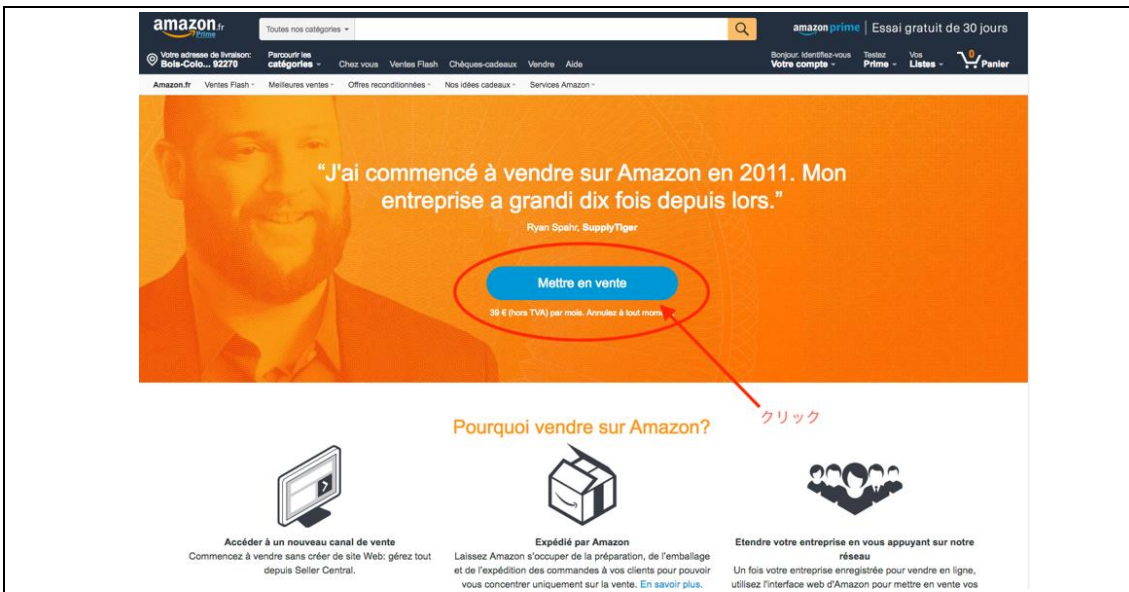 amazon.fr
Prime
Toutes nos catégories
amazon prime | Essai gratuit de 30 jours
Votre adresse de livraison:
Bois-Colo... 92270
Parcourir les
catégories
Chez vous Ventes Flash Chèques-cadeaux Vendre Aide
Bonjour. Identifiez-vous
Votre compte
Testez
Prime
Vos
Listes
0
Panier
Amazon.fr Ventes Flash Meilleures ventes Offres reconditionnées Nos idées cadeaux Services Amazon
“J'ai commencé à vendre sur Amazon en 2011. Mon
entreprise a grandi dix fois depuis lors.”
Ryan Spahr, SupplyTiger
Mettre en vente
39 € (hors TVA) par mois. Annulez à tout mom
クリック
Pourquoi vendre sur Amazon?
Accéder à un nouveau canal de vente
Commencez à vendre sans créer de site Web: gérez tout
depuis Seller Central.
Expédié par Amazon
Laissez Amazon s'occuper de la préparation, de l'emballage
et de l'expédition des commandes à vos clients pour pouvoir
vous concentrer uniquement sur la vente. En savoir plus.
Etendre votre entreprise en vous appuyant sur notre
réseau
Un fois votre entreprise enregistrée pour vendre en ligne,
utilisez l'interface web d'Amazon pour mettre en vente vos